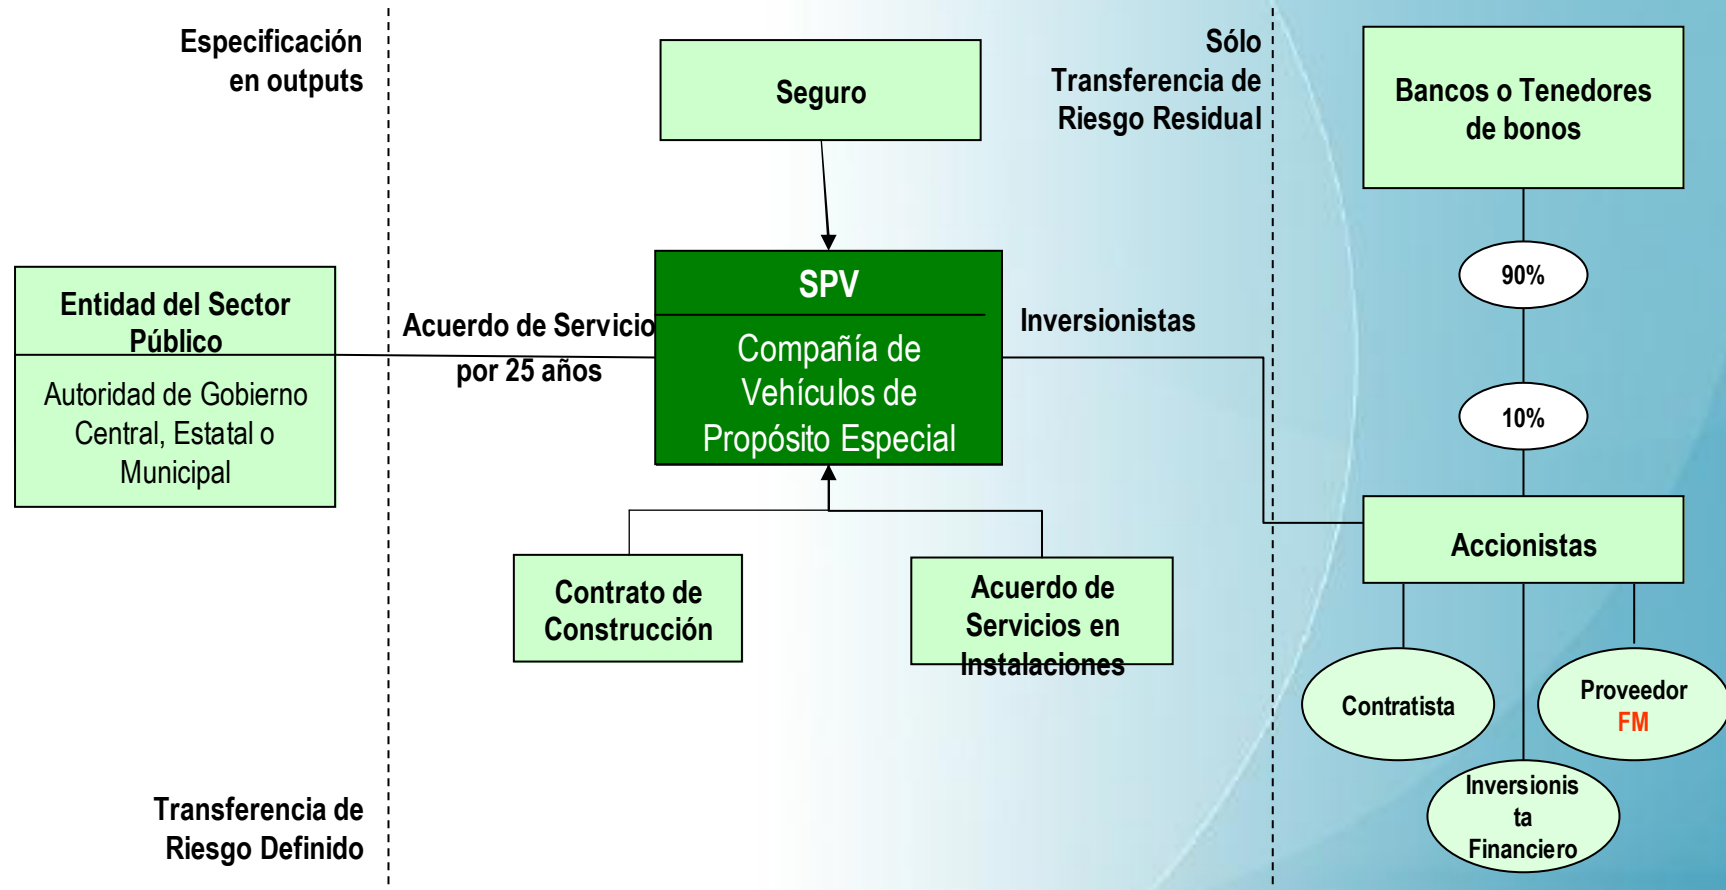 Especificación
en outputs
Seguro
Sólo
Transferencia de
Riesgo Residual
Bancos o Tenedores
de bonos
90%
10%
Entidad del Sector
Público
Autoridad de Gobierno
Central, Estatal o
Municipal
Acuerdo de Servicio
por 25 años
SPV
Compañía de
Vehículos de
Propósito Especial
Inversionistas
Accionistas
Contrato de
Construcción
Acuerdo de
Servicios en
Instalaciones
Contratista
Proveedor
FM
Inversionis
ta
Financiero
Transferencia de
Riesgo Definido